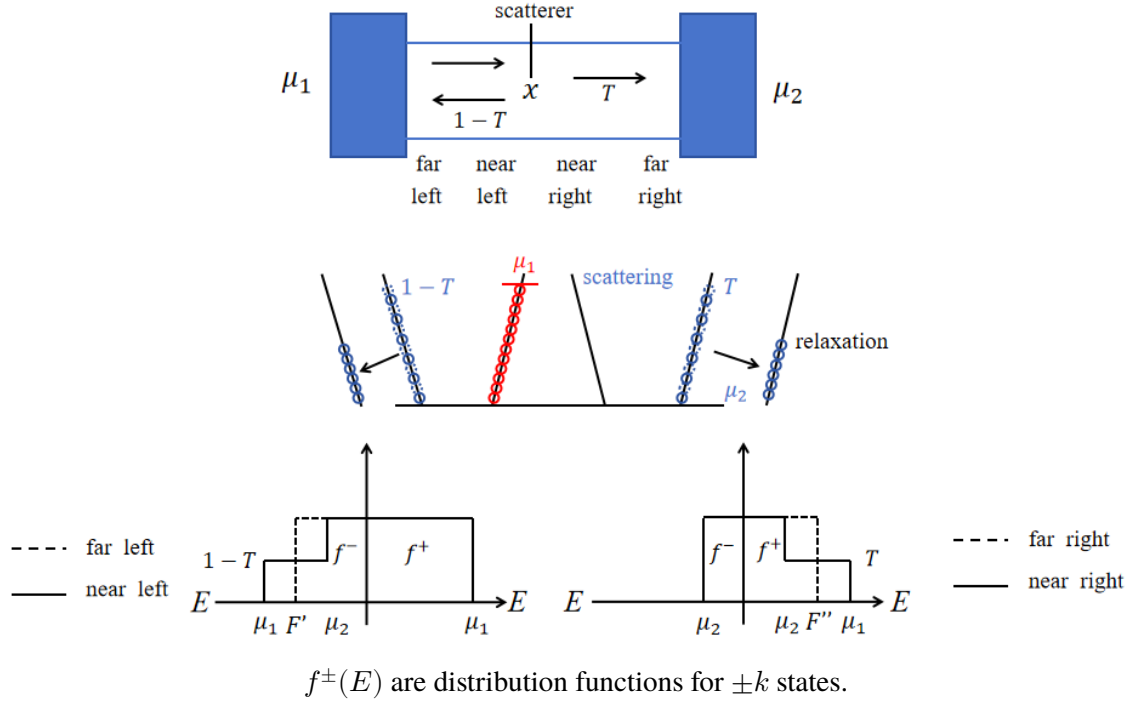 scatterer
μ₁
μ₂
x
T
1 − T
far near near far
left left right right
μ₁
1 − T
scattering
T
relaxation
μ₂
far left
near left
1 − T
f⁻
f⁺
E
E
μ₁ F' μ₂
μ₁
f⁻
f⁺
T
E
E
μ₂
μ₂ F'' μ₁
far right
near right
f^±(E) are distribution functions for ±k states.